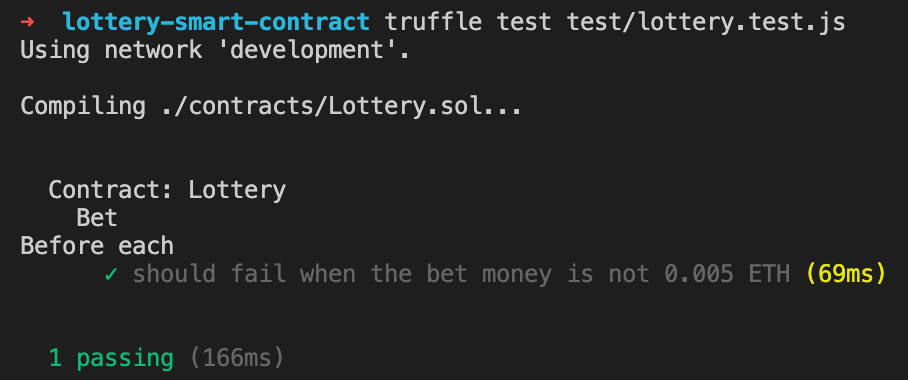 ➜ lottery-smart-contract truffle test test/lottery.test.js
Using network 'development'.
Compiling ./contracts/Lottery.sol...
Contract: Lottery
Bet
Before each
✓ should fail when the bet money is not 0.005 ETH (69ms)
1 passing (166ms)